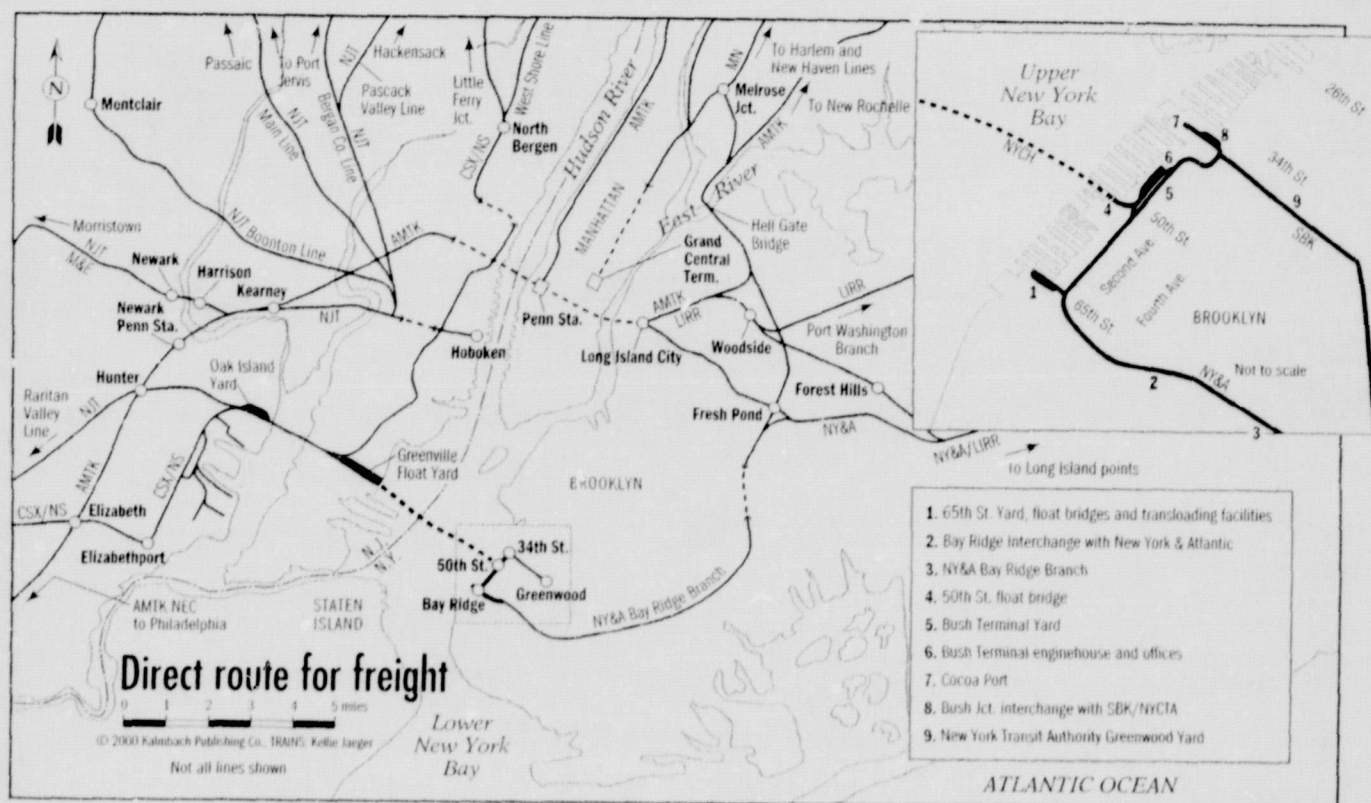 Passaic
To Port
Jervis
NJT
Hackensack
Pascack
Valley Line
Little
Ferry
Jct.
West Shore Line
MN
To Harlem and
New Haven Lines
N
Montclair
NJT
Main Line
Bergan Co Line
NJT
CSX/NS
North
Bergen
Hudson River
AMTK
Melrose
Jct.
To New Rochelle
AMTK
MANHATTAN
East River
Hell Gate
Bridge
Morristown
NJT
M&E
NJT Boonton Line
AMTK
Grand
Central
Term.
Newark
Harrison
Kearney
NJT
Newark
Penn Sta.
Hoboken
Penn Sta.
AMTK
LIRR
Long Island City
Woodside
LIRR
Port Washington
Branch
Hunter
Oak Island
Yard
Forest Hills
Raritan
Valley
Line
NJT
Fresh Pond
NY&A
NY&A/LIRR
to Long Island points
AMTK
CSX/NS
Greenville
Float Yard
BROOKLYN
CSX/NS
Elizabeth
Elizabethport
N.J.
N.Y.
34th St.
50th St.
Bay Ridge
Greenwood
NY&A Bay Ridge Branch
AMTK NEC
to Philadelphia
STATEN
ISLAND
Direct route for freight
0 1 2 3 4 5 miles
© 2000 Kalmbach Publishing Co., TRAINS: Kellie Jaeger
Not all lines shown
Lower
New York
Bay
ATLANTIC OCEAN
Upper
New York
Bay
NYCH
26th St.
34th St.
7
8
6
5
4
9
SBK
50th St.
Second Ave.
Fourth Ave.
65th St.
1
BROOKLYN
2
NY&A
Not to scale
3
1. 65th St. Yard, float bridges and transloading facilities
2. Bay Ridge Interchange with New York & Atlantic
3. NY&A Bay Ridge Branch
4. 50th St. float bridge
5. Bush Terminal Yard
6. Bush Terminal enginehouse and offices
7. Cocoa Port
8. Bush Jct. interchange with SBK/NYCTA
9. New York Transit Authority Greenwood Yard